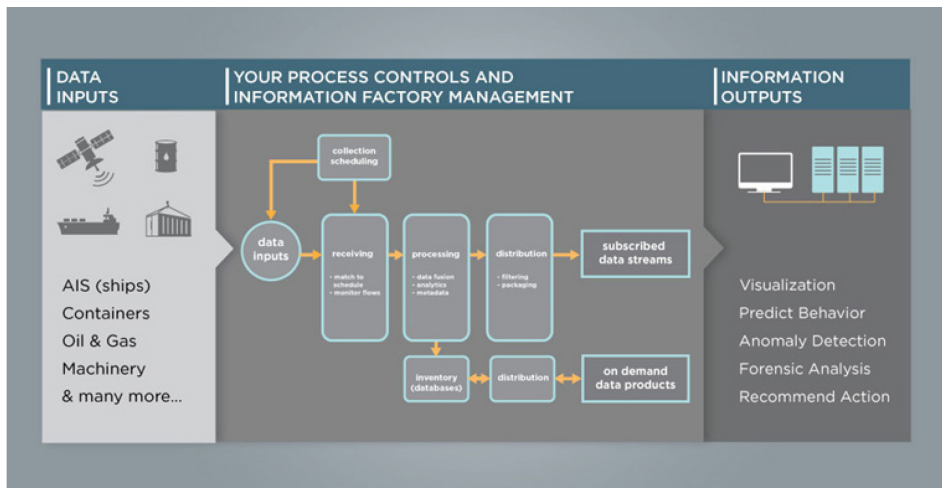 DATA
INPUTS
YOUR PROCESS CONTROLS AND
INFORMATION FACTORY MANAGEMENT
INFORMATION
OUTPUTS
AIS (ships)
Containers
Oil & Gas
Machinery
& many more...
collection
scheduling
data
inputs
receiving
• match to
schedule
• monitor flows
processing
• data fusion
• analytics
• metadata
distribution
• filtering
• packaging
subscribed
data streams
inventory
(databases)
distribution
on demand
data products
Visualization
Predict Behavior
Anomaly Detection
Forensic Analysis
Recommend Action